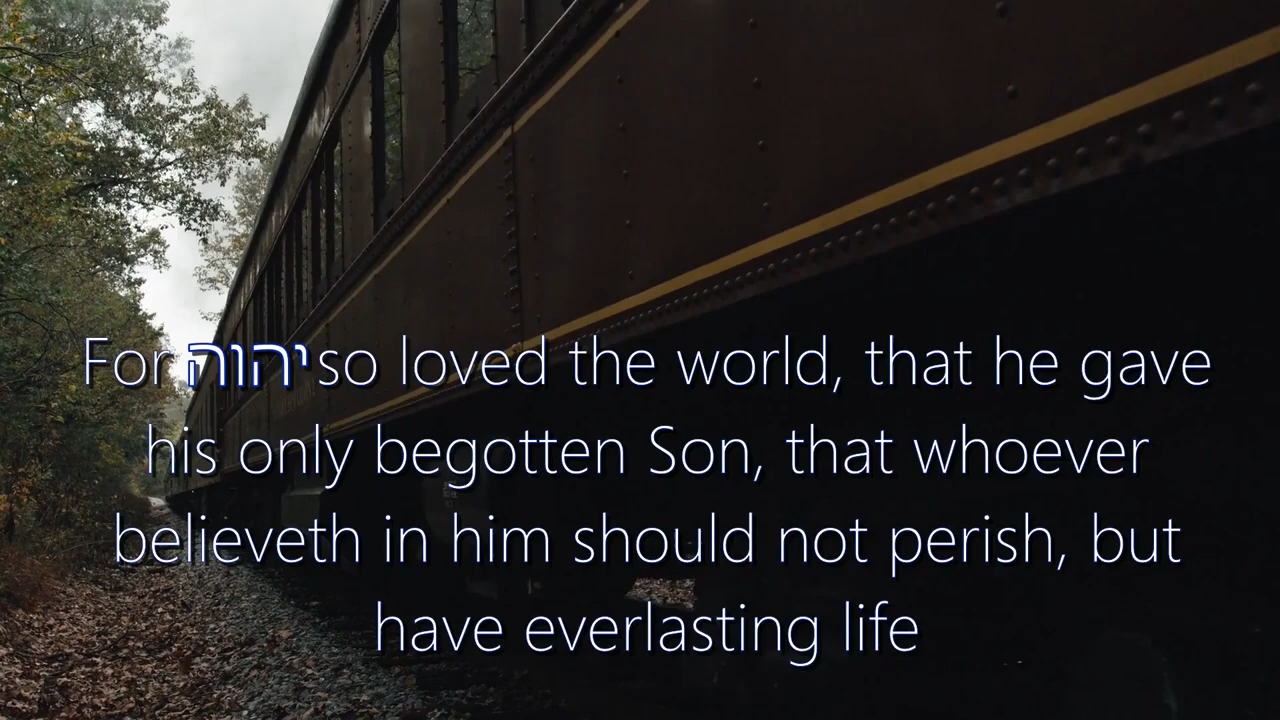 For יהוה so loved the world, that he gave
his only begotten Son, that whoever
believeth in him should not perish, but
have everlasting life